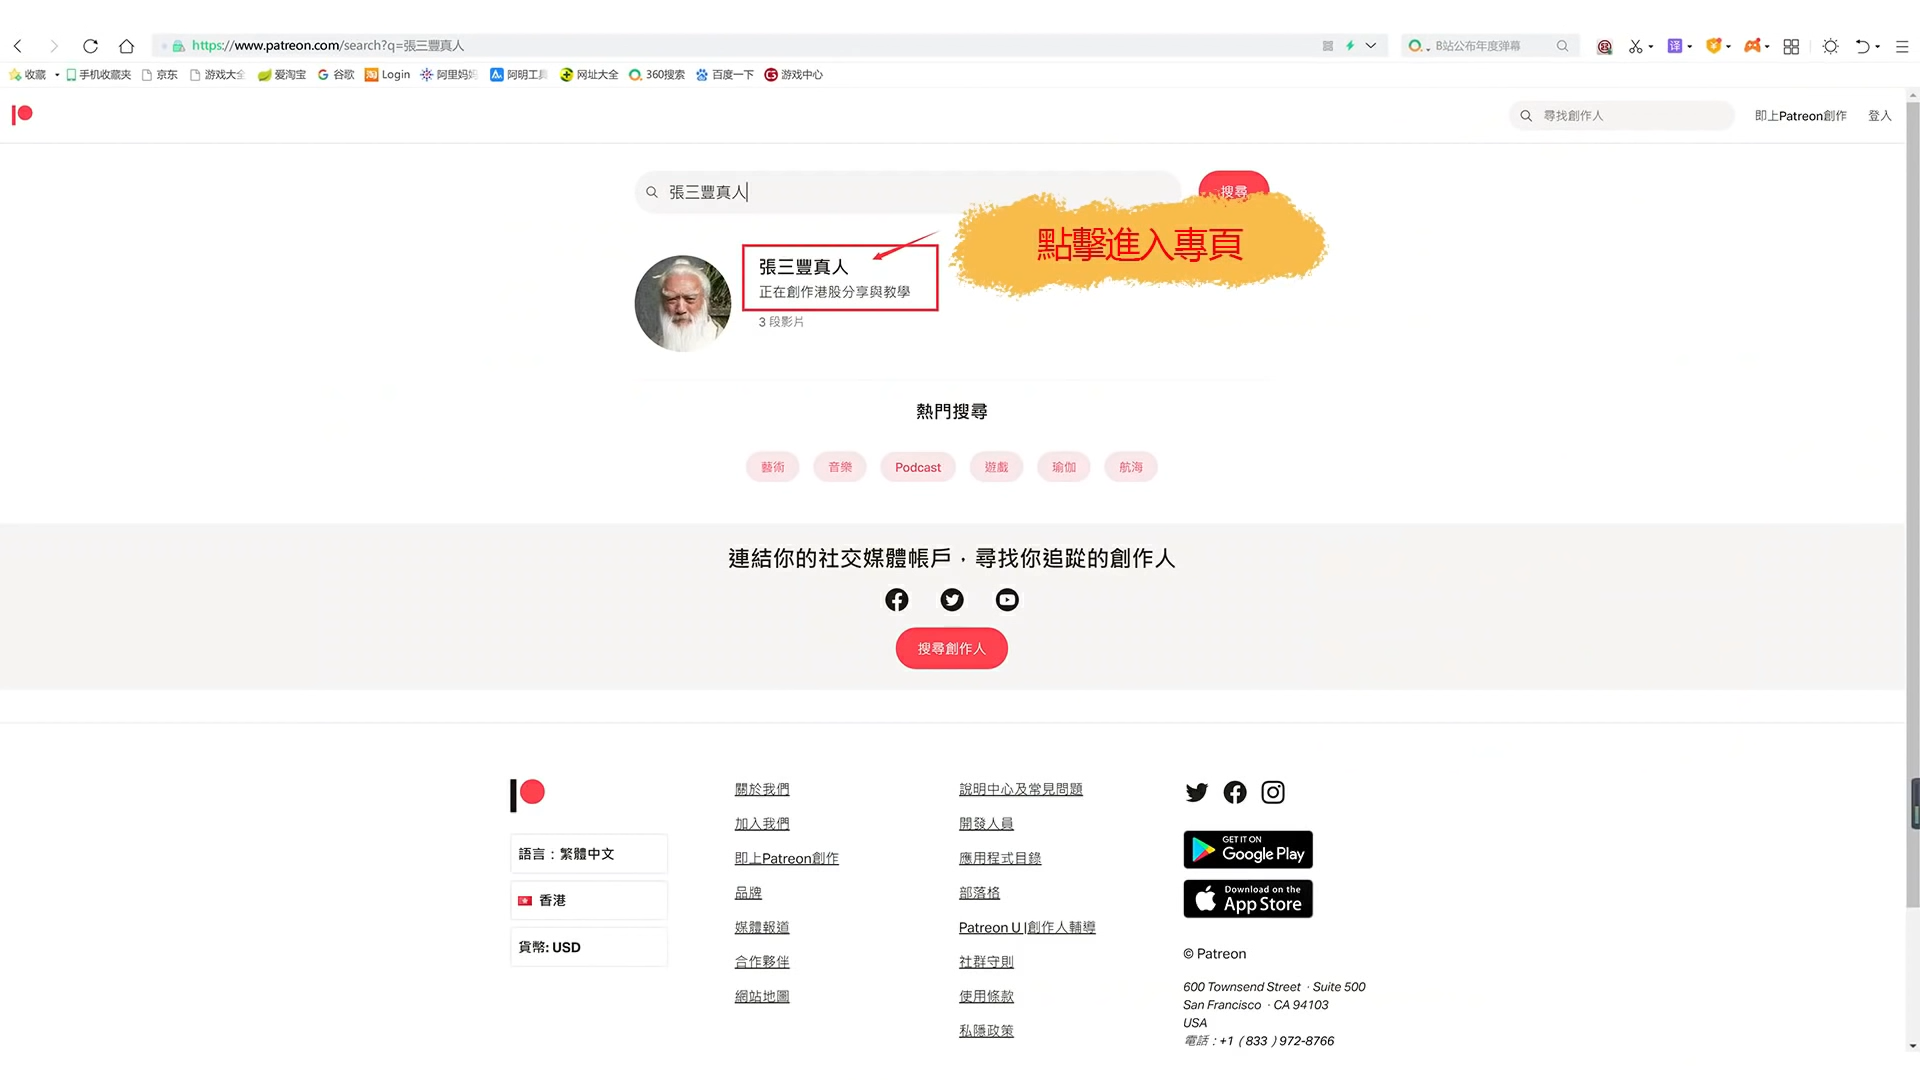 https://www.patreon.com/search?q=張三豐真人
B站公布年度弹幕
收藏 手机收藏夹 京东 游戏大全 爱淘宝 谷歌 Login 阿里妈妈 阿明工具 网址大全 360搜索 百度一下 游戏中心
尋找創作人 即上Patreon創作 登入
張三豐真人 搜尋
點擊進入專頁
張三豐真人
正在創作港股分享與教學
3 段影片
熱門搜尋
藝術 音樂 Podcast 遊戲 瑜伽 航海
連結你的社交媒體帳戶，尋找你追蹤的創作人
搜尋創作人
語言：繁體中文
香港
貨幣: USD
關於我們
加入我們
即上Patreon創作
品牌
媒體報道
合作夥伴
網站地圖
說明中心及常見問題
開發人員
應用程式目錄
部落格
Patreon U |創作人輔導
社群守則
使用條款
私隱政策
GET IT ON
Google Play
Download on the
App Store
© Patreon
600 Townsend Street · Suite 500
San Francisco · CA 94103
USA
電話：+1（833）972-8766